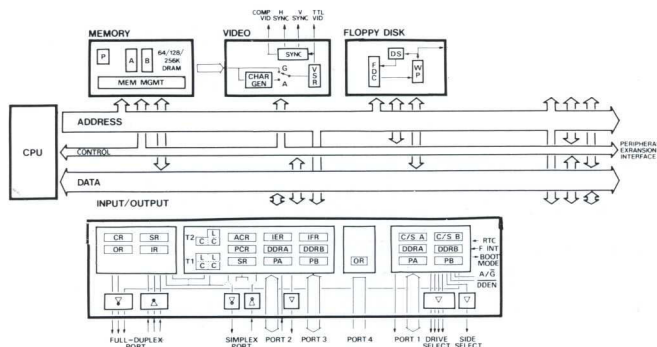 COMP VID H SYNC V SYNC TTL VID
MEMORY VIDEO FLOPPY DISK
P A B 64/128/ 256K DRAM
MEM MGMT
SYNC
CHAR GEN
G
A
VSR
FDC
DS
WP
CPU
ADDRESS
CONTROL
PERIPHERA
EXPANSION
INTERFACE
DATA
INPUT/OUTPUT
CR SR
OR IR
T2 L C C ACR IER IFR
PCR DDRA DDRB
T1 L L C C SR PA PB
OR
C/S A C/S B
DDRA DDRB
PA PB
RTC
F INT
BOOT
MODE
A/G
DDEN
FULL-DUPLEX PORT SIMPLEX PORT PORT 2 PORT 3 PORT 4 PORT 1 DRIVE SELECT SIDE SELECT